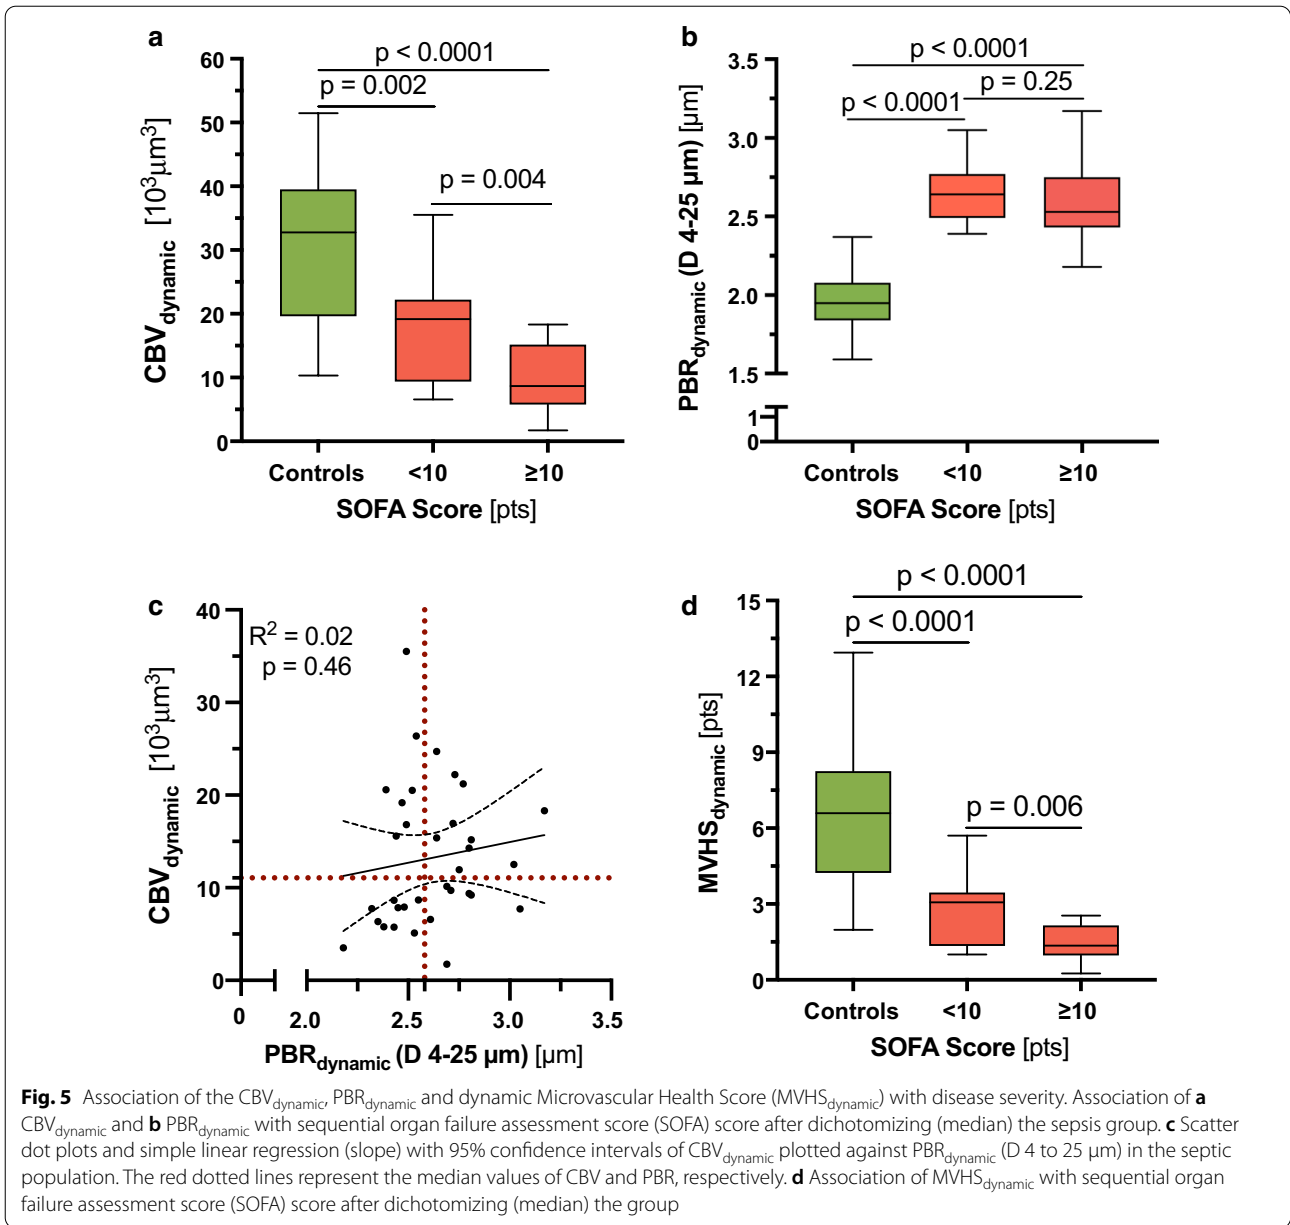 a
CBVdynamic [10³µm³]
60
50
40
30
20
10
0
p < 0.0001
p = 0.002
p = 0.004
Controls <10 ≥10
SOFA Score [pts]
b
PBRdynamic (D 4-25 µm) [µm]
3.5
3.0
2.5
2.0
1.5
1
0
p < 0.0001
p = 0.25
p < 0.0001
Controls <10 ≥10
SOFA Score [pts]
c
CBVdynamic [10³µm³]
40
30
20
10
0
R² = 0.02
p = 0.46
0 2.0 2.5 3.0 3.5
PBRdynamic (D 4-25 µm) [µm]
d
MVHSdynamic [pts]
15
12
9
6
3
0
p < 0.0001
p < 0.0001
p = 0.006
Controls <10 ≥10
SOFA Score [pts]
Fig. 5 Association of the CBVdynamic, PBRdynamic and dynamic Microvascular Health Score (MVHSdynamic) with disease severity. Association of a
CBVdynamic and b PBRdynamic with sequential organ failure assessment score (SOFA) score after dichotomizing (median) the sepsis group. c Scatter
dot plots and simple linear regression (slope) with 95% confidence intervals of CBVdynamic plotted against PBRdynamic (D 4 to 25 µm) in the septic
population. The red dotted lines represent the median values of CBV and PBR, respectively. d Association of MVHSdynamic with sequential organ
failure assessment score (SOFA) score after dichotomizing (median) the group